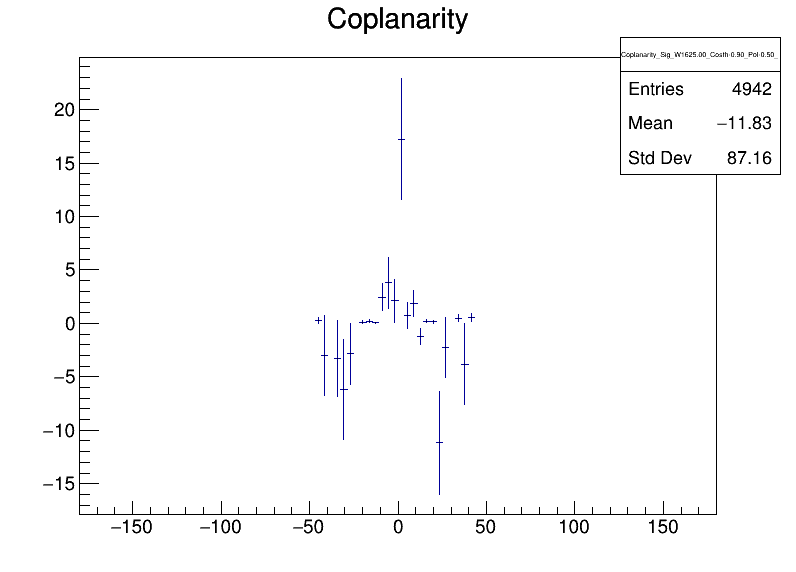 Coplanarity
Coplanarity_Sig_W1625.00_Costh-0.90_Pol-0.50_
Entries 4942
Mean −11.83
Std Dev 87.16
20
15
10
5
0
−5
−10
−15
−150 −100 −50 0 50 100 150